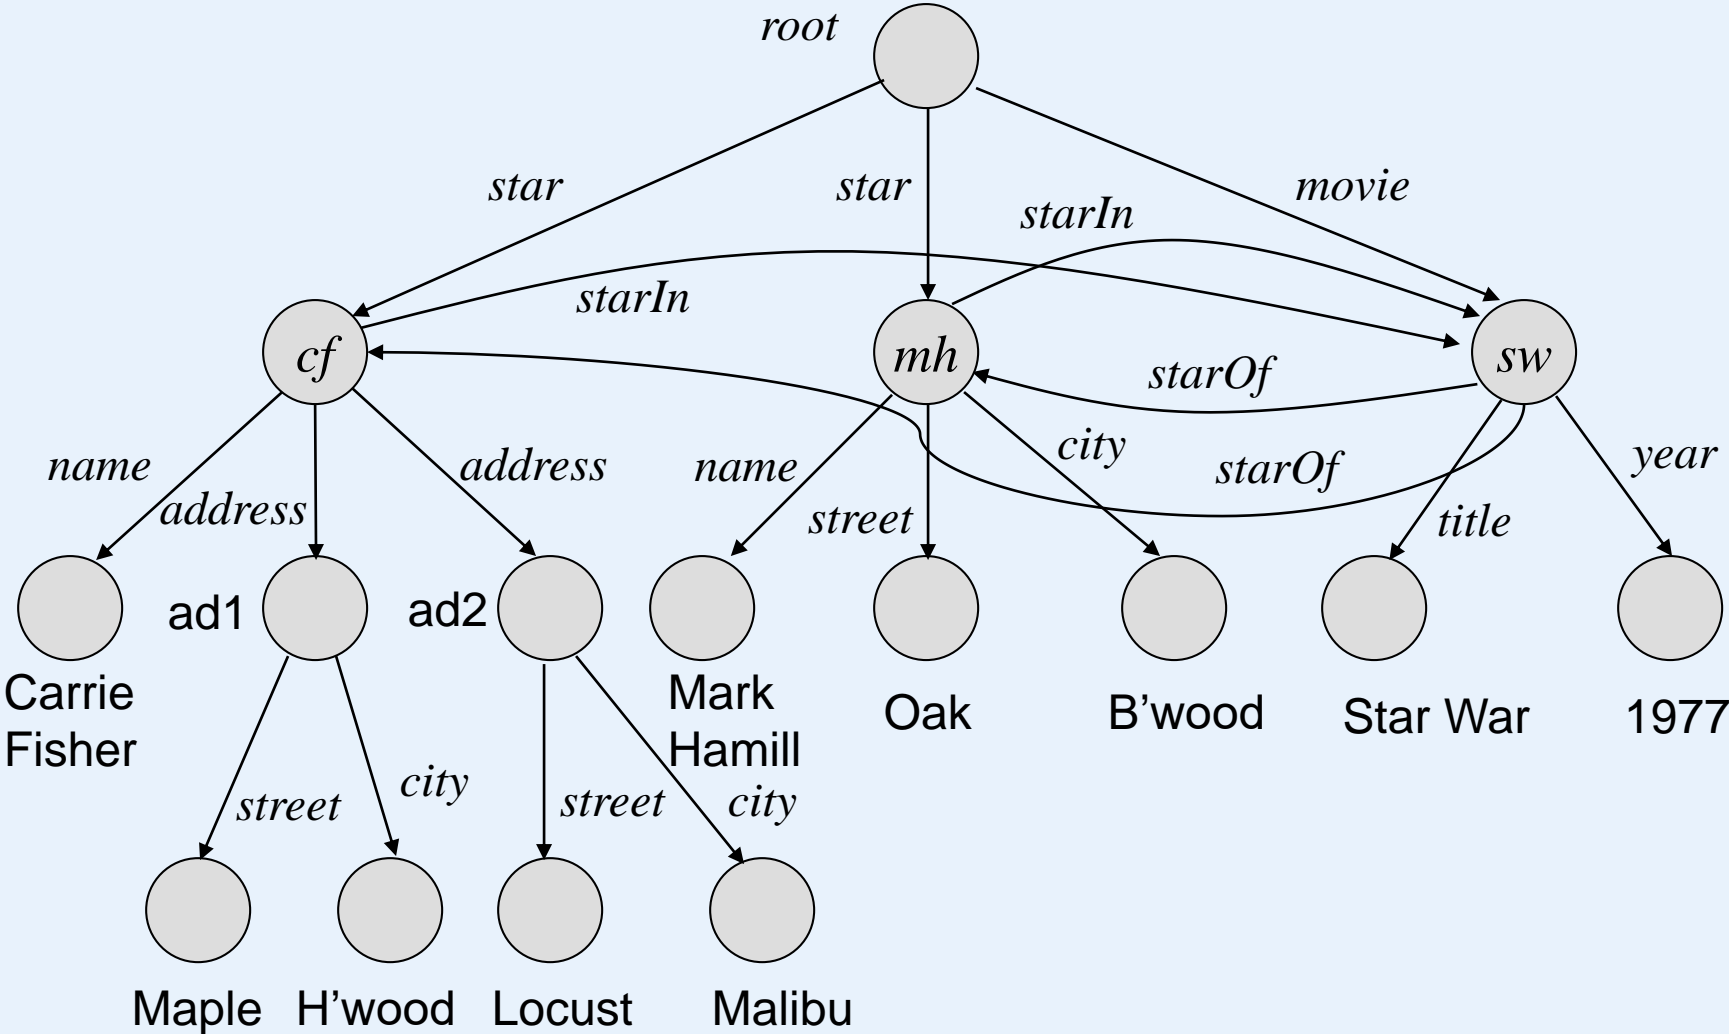 root
star
star
movie
starIn
starIn
cf
mh
sw
starOf
name
address
address
name
city
starOf
year
street
title
ad1
ad2
Carrie
Fisher
Mark
Hamill
Oak
B’wood
Star War
1977
street
city
street
city
Maple
H’wood
Locust
Malibu